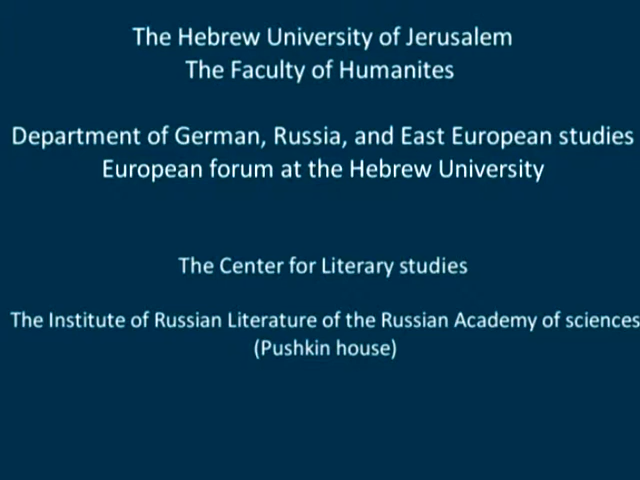 The Hebrew University of Jerusalem
The Faculty of Humanites
Department of German, Russia, and East European studies
European forum at the Hebrew University
The Center for Literary studies
The Institute of Russian Literature of the Russian Academy of sciences
(Pushkin house)